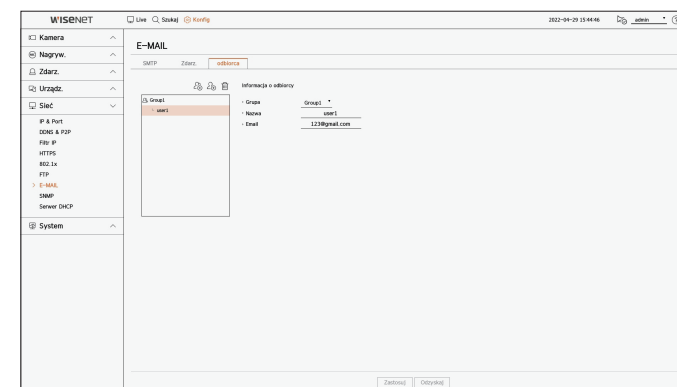 WISENET
Live Szukaj Konfig 2022-04-29 15:44:46 admin
Kamera
Nagryw.
Zdarz.
Urządz.
Sieć
IP & Port
DDNS & P2P
Filtr IP
HTTPS
802.1x
FTP
> E-MAIL
SNMP
Serwer DHCP
System
E-MAIL
SMTP Zdarz. odbiorca
Group1
user1
Informacja o odbiorcy
Grupa Group1
Nazwa user1
Email 123@gmail.com
Zastosuj Odzyskaj